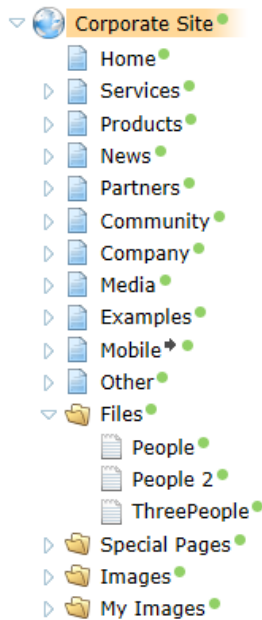 Corporate Site
Home
Services
Products
News
Partners
Community
Company
Media
Examples
Mobile
Other
Files
People
People 2
ThreePeople
Special Pages
Images
My Images